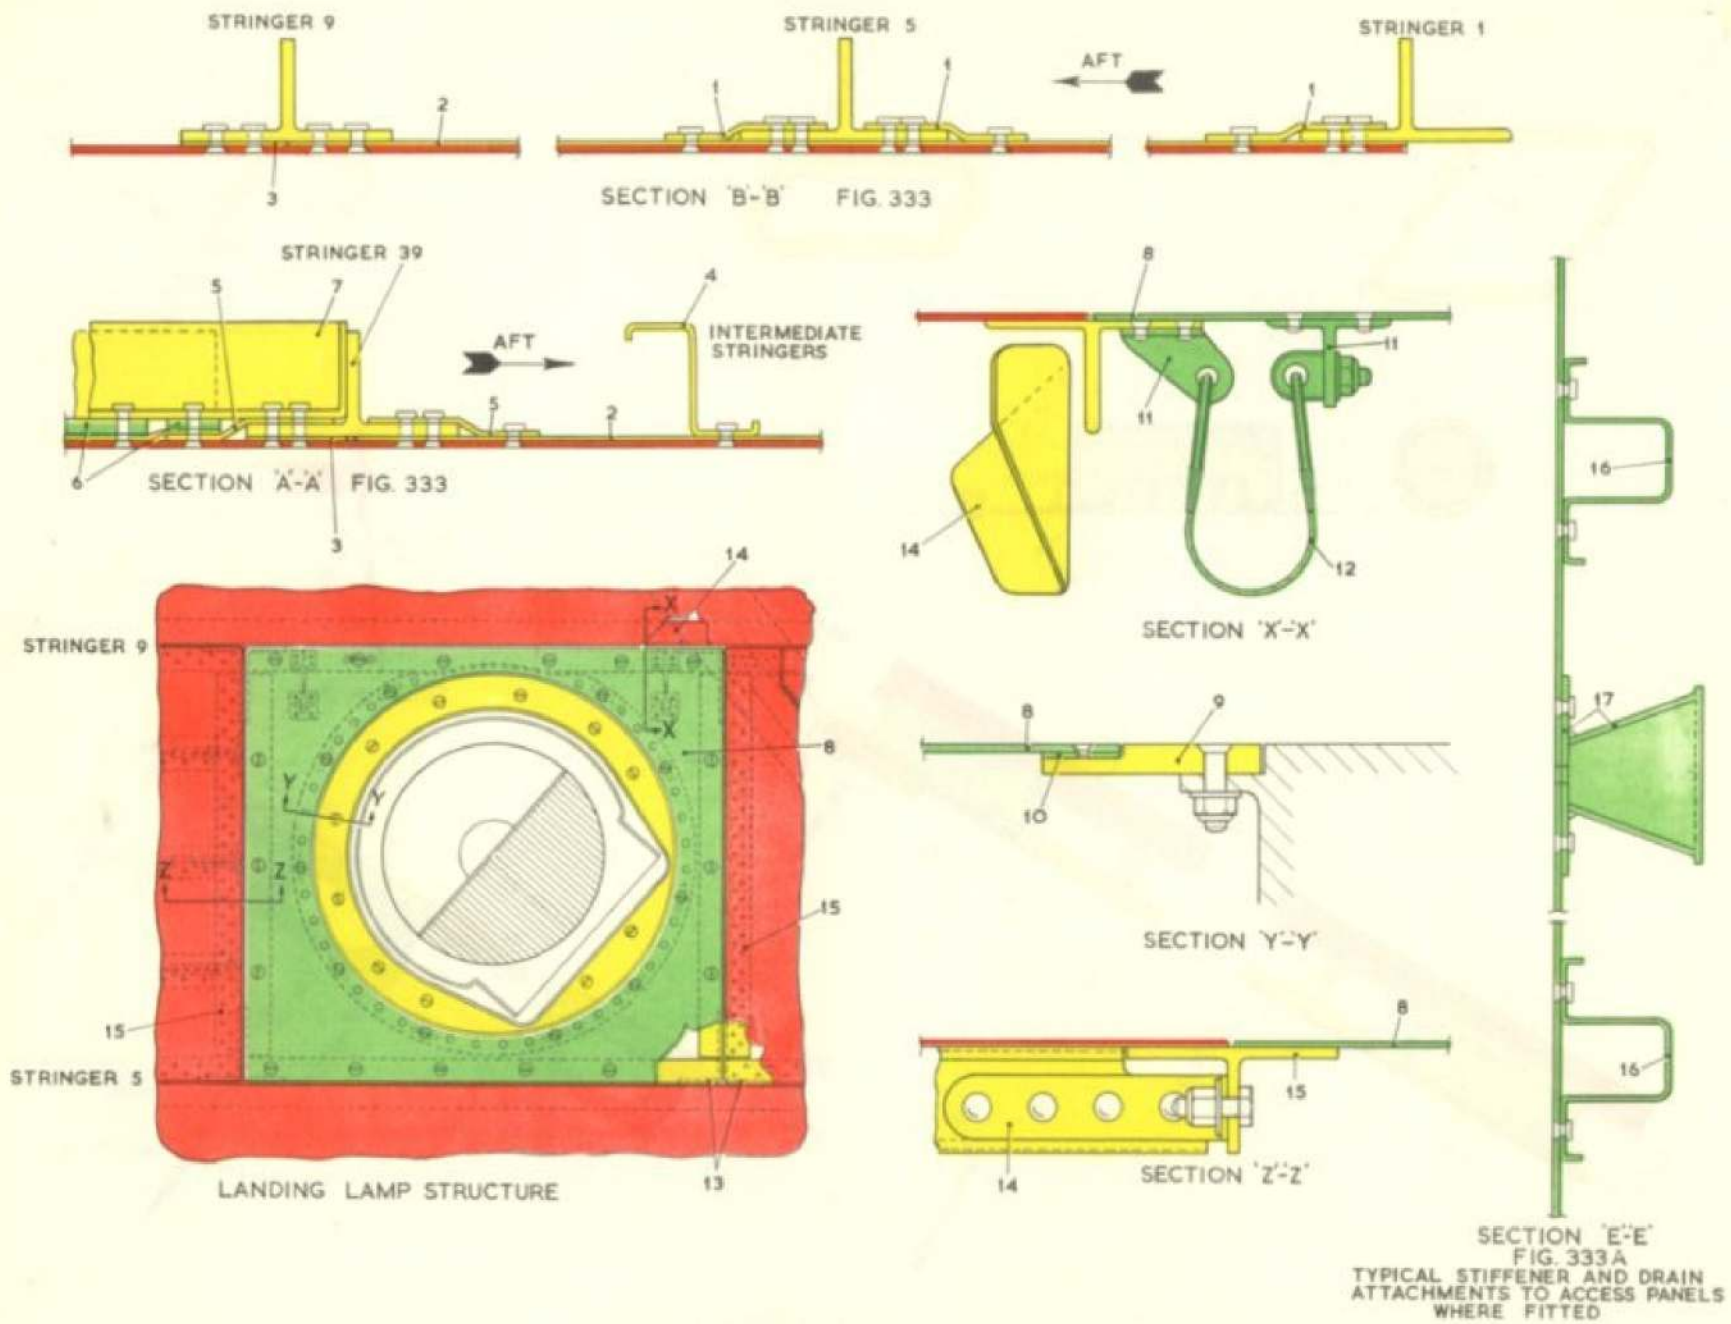 STRINGER 9
STRINGER 5
STRINGER 1
AFT
1
1
1
2
3
SECTION 'B'-'B' FIG. 333
STRINGER 39
5
7
4
INTERMEDIATE
STRINGERS
AFT
5
2
6
SECTION 'A'-'A' FIG. 333
3
8
11
11
14
12
SECTION 'X'-'X'
16
14
X
STRINGER 9
X
8
Y
Y
Z
Z
15
15
STRINGER 5
13
LANDING LAMP STRUCTURE
8
9
10
SECTION 'Y'-'Y'
17
8
15
14
SECTION 'Z'-'Z'
16
SECTION 'E'-'E'
FIG. 333A
TYPICAL STIFFENER AND DRAIN
ATTACHMENTS TO ACCESS PANELS
WHERE FITTED